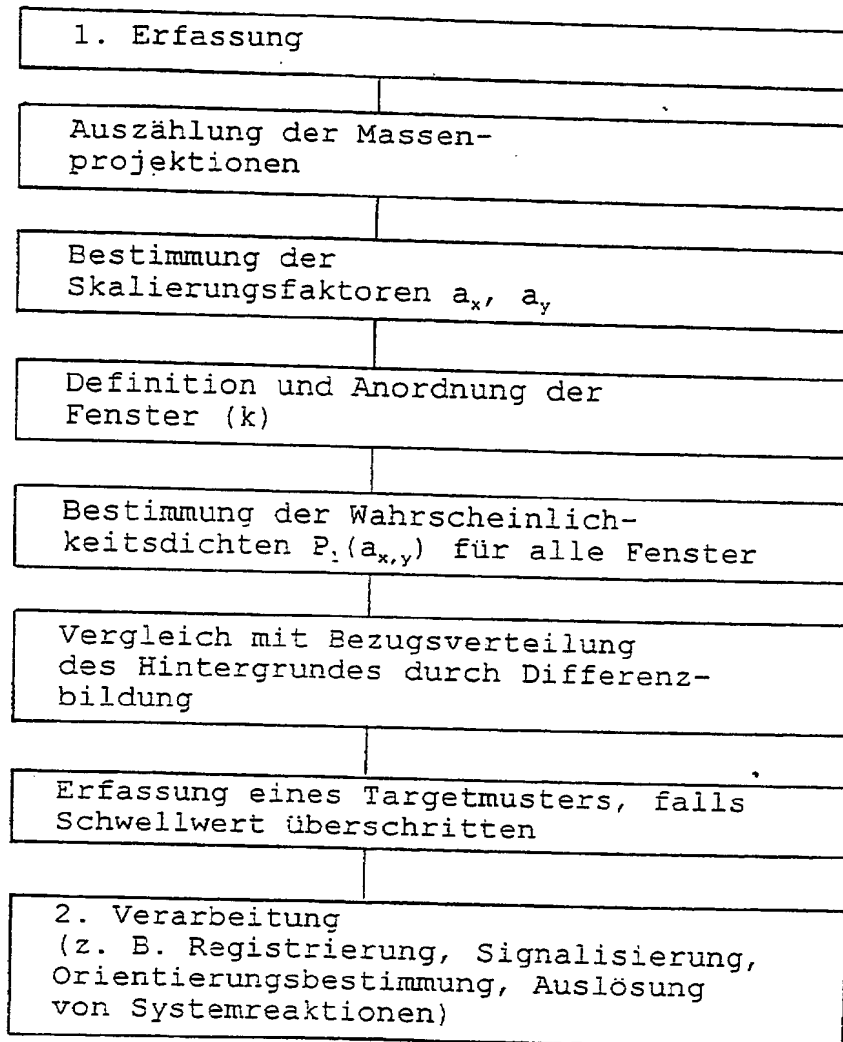 1. Erfassung
Auszählung der Massen-
projektionen
Bestimmung der
Skalierungsfaktoren aₓ, a_y
Definition und Anordnung der
Fenster (k)
Bestimmung der Wahrscheinlich-
keitsdichten Pᵢ(a_x,y) für alle Fenster
Vergleich mit Bezugsverteilung
des Hintergrundes durch Differenz-
bildung
Erfassung eines Targetmusters, falls
Schwellwert überschritten
2. Verarbeitung
(z. B. Registrierung, Signalisierung,
Orientierungsbestimmung, Auslösung
von Systemreaktionen)